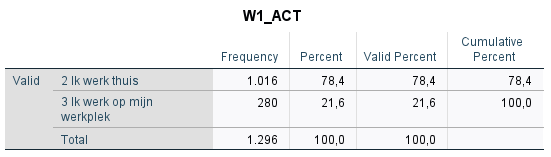 W1_ACT
Frequency Percent Valid Percent Cumulative Percent
Valid 2 Ik werk thuis 1.016 78,4 78,4 78,4
3 Ik werk op mijn werkplek 280 21,6 21,6 100,0
Total 1.296 100,0 100,0